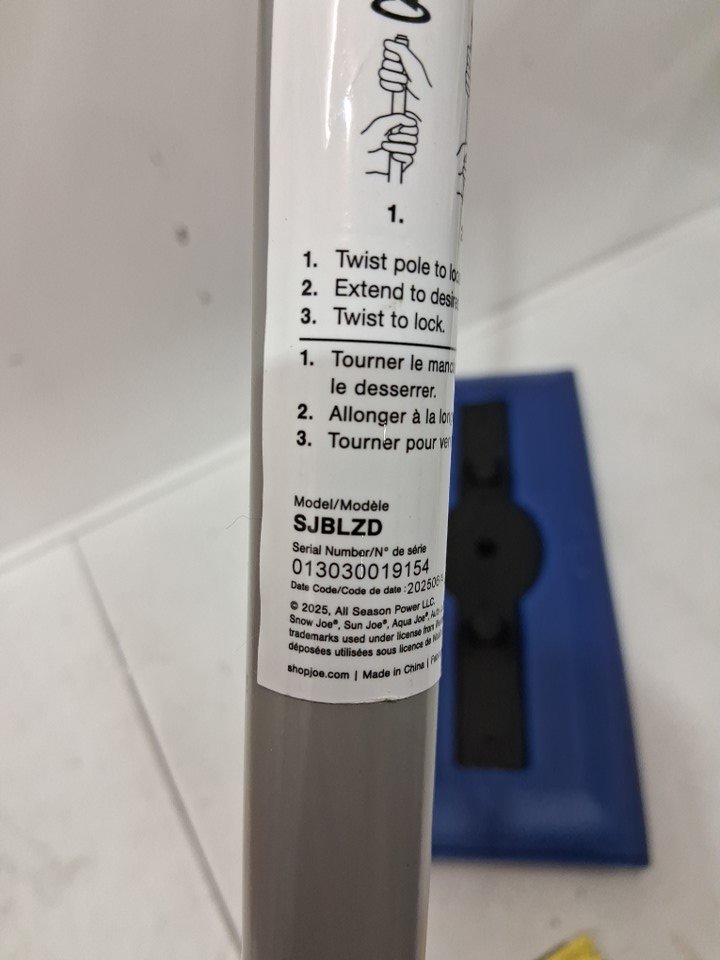 1.
1. Twist pole to
2. Extend to
3. Twist to lock.
1. Tourner le
le desserrer.
2. Allonger à la
3. Tourner pour
Model/Modèle
SJBLZD
Serial Number/N° de série
013030019154
Date Code/Code de date :202506
© 2025, All Season Power LLC.
Snow Joe®, Sun Joe®, Aqua Joe®,
trademarks used under license from
déposées utilisées sous licence de
shopjoe.com | Made in China |